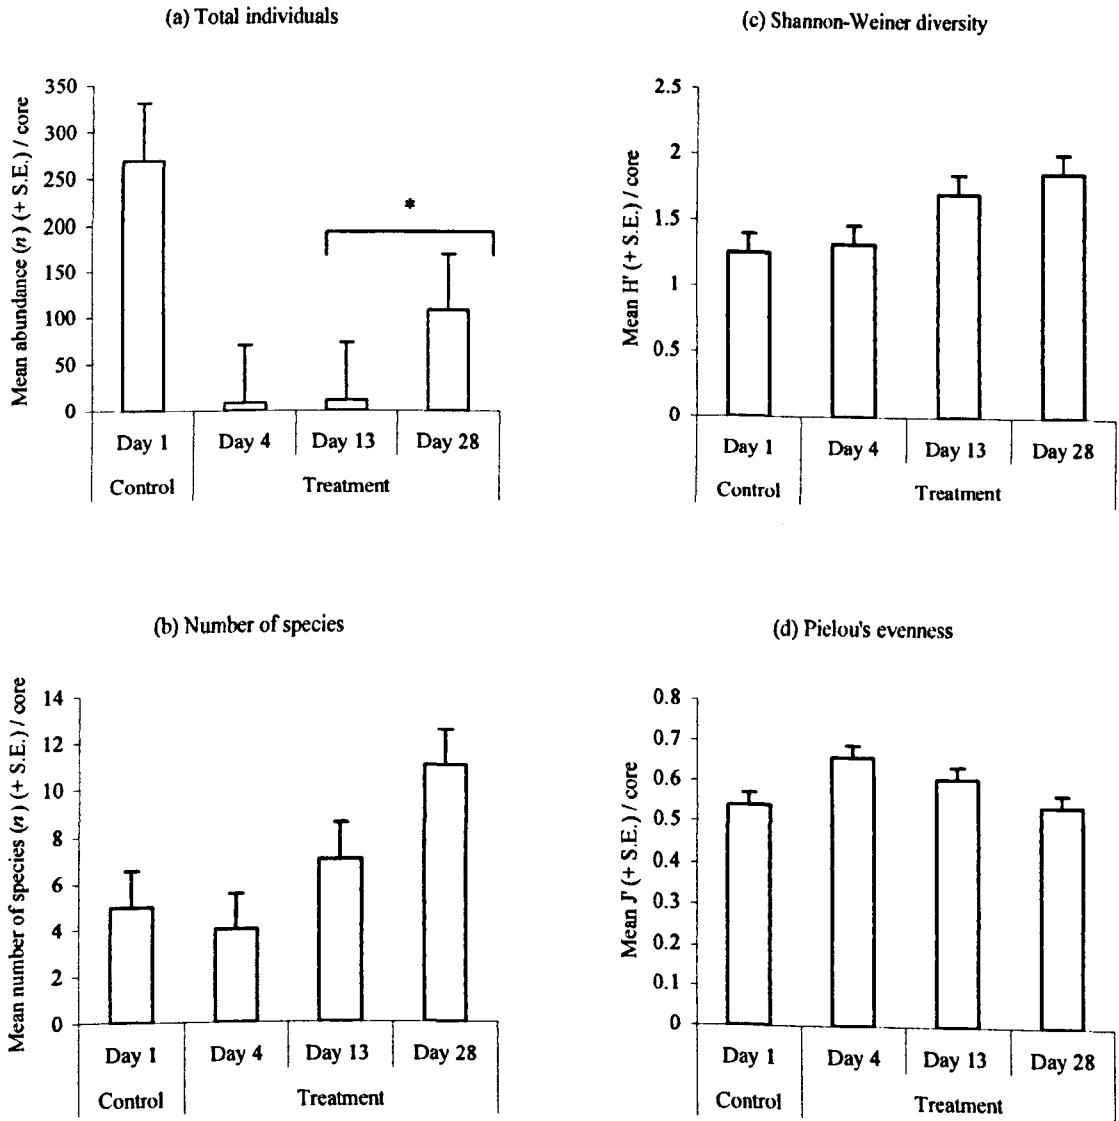 (a) Total individuals
Mean abundance (n) (+ S.E.) / core
350
300
250
200
150
100
50
0
*
Day 1
Day 4
Day 13
Day 28
Control
Treatment
(c) Shannon-Weiner diversity
Mean H' (+ S.E.) / core
2.5
2
1.5
1
0.5
0
Day 1
Day 4
Day 13
Day 28
Control
Treatment
(b) Number of species
Mean number of species (n) (+ S.E.) / core
14
12
10
8
6
4
2
0
Day 1
Day 4
Day 13
Day 28
Control
Treatment
(d) Pielou's evenness
Mean J' (+ S.E.) / core
0.8
0.7
0.6
0.5
0.4
0.3
0.2
0.1
0
Day 1
Day 4
Day 13
Day 28
Control
Treatment